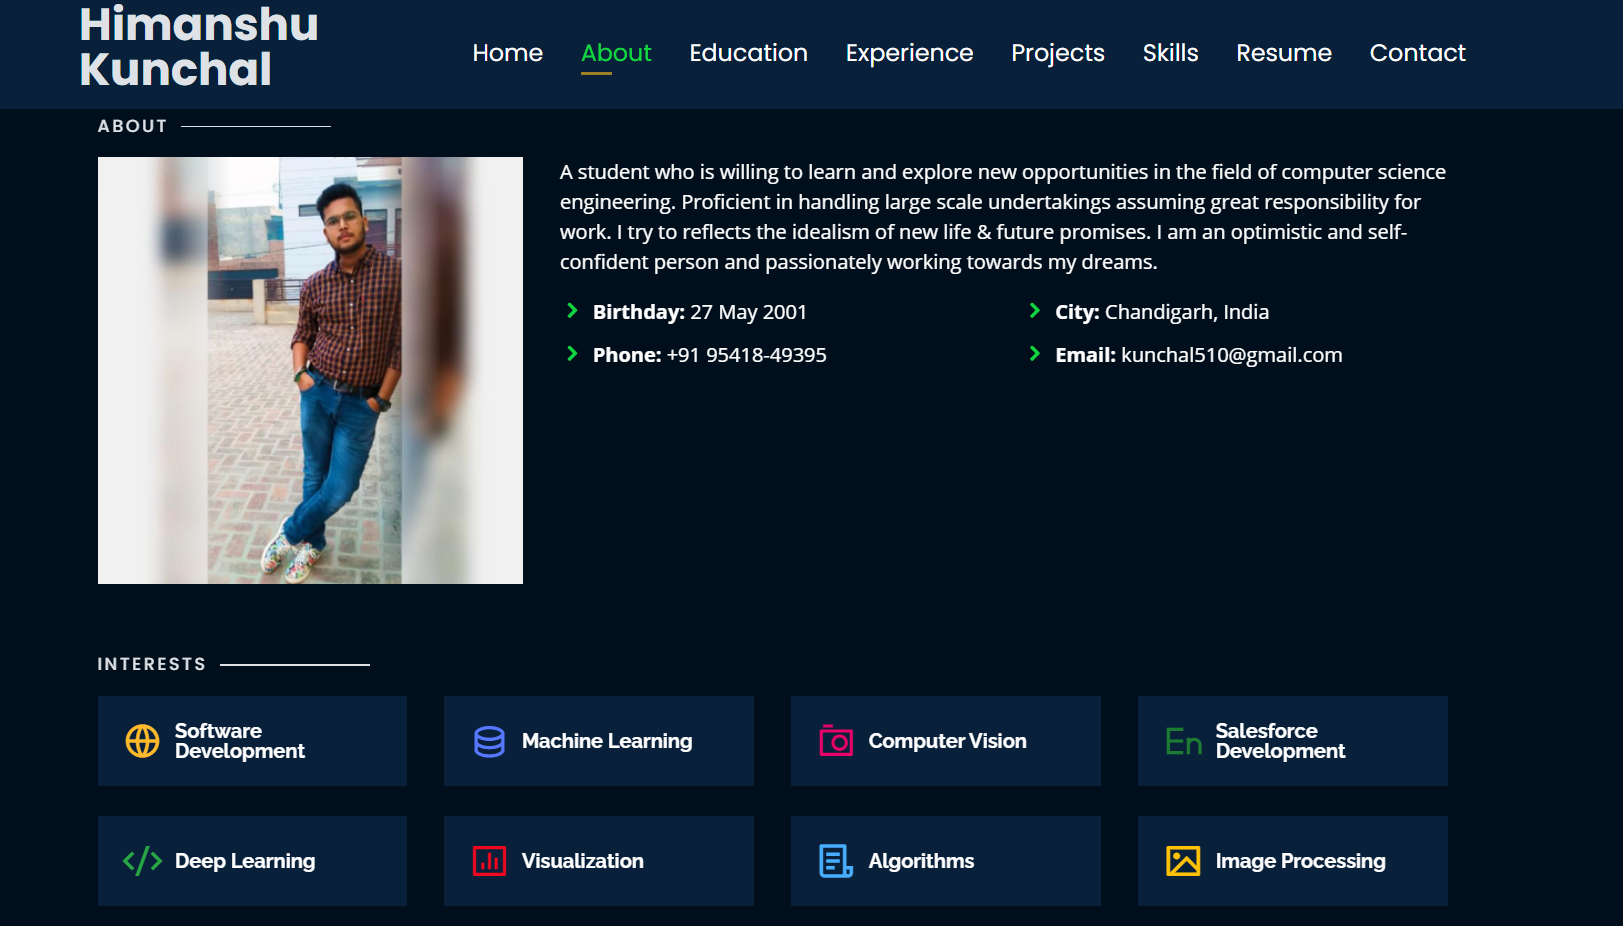 Himanshu
Kunchal
Home About Education Experience Projects Skills Resume Contact
ABOUT
A student who is willing to learn and explore new opportunities in the field of computer science
engineering. Proficient in handling large scale undertakings assuming great responsibility for
work. I try to reflects the idealism of new life & future promises. I am an optimistic and self-
confident person and passionately working towards my dreams.
Birthday: 27 May 2001
City: Chandigarh, India
Phone: +91 95418-49395
Email: kunchal510@gmail.com
INTERESTS
Software
Development
Machine Learning
Computer Vision
En
Salesforce
Development
Deep Learning
Visualization
Algorithms
Image Processing